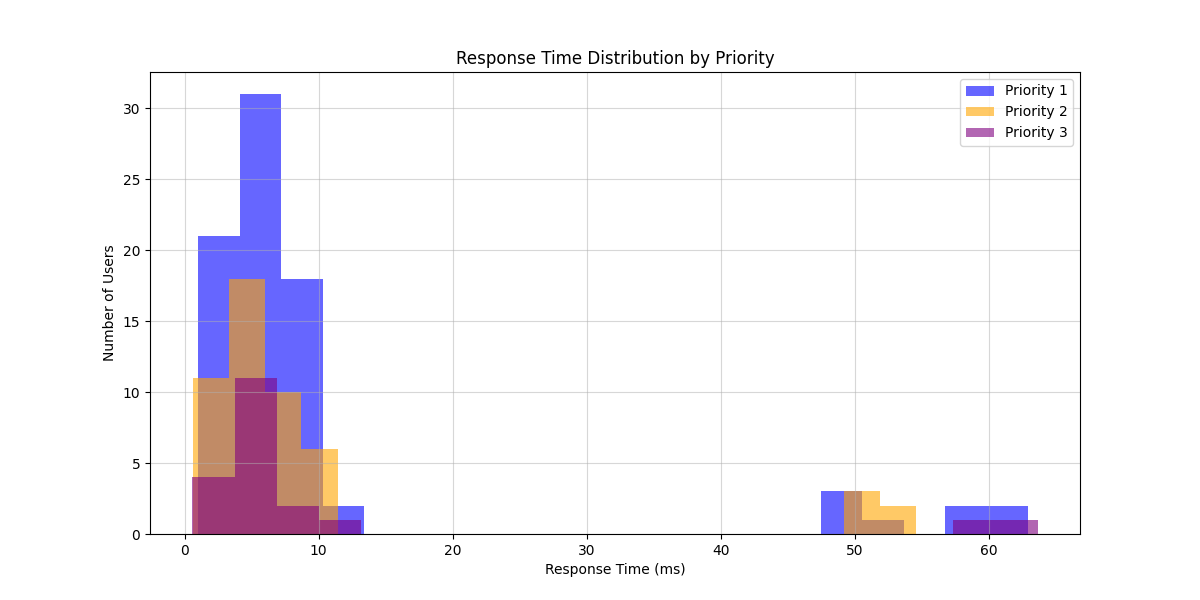 Response Time Distribution by Priority
Priority 1
Priority 2
Priority 3
Number of Users
30
25
20
15
10
5
0
0 10 20 30 40 50 60
Response Time (ms)